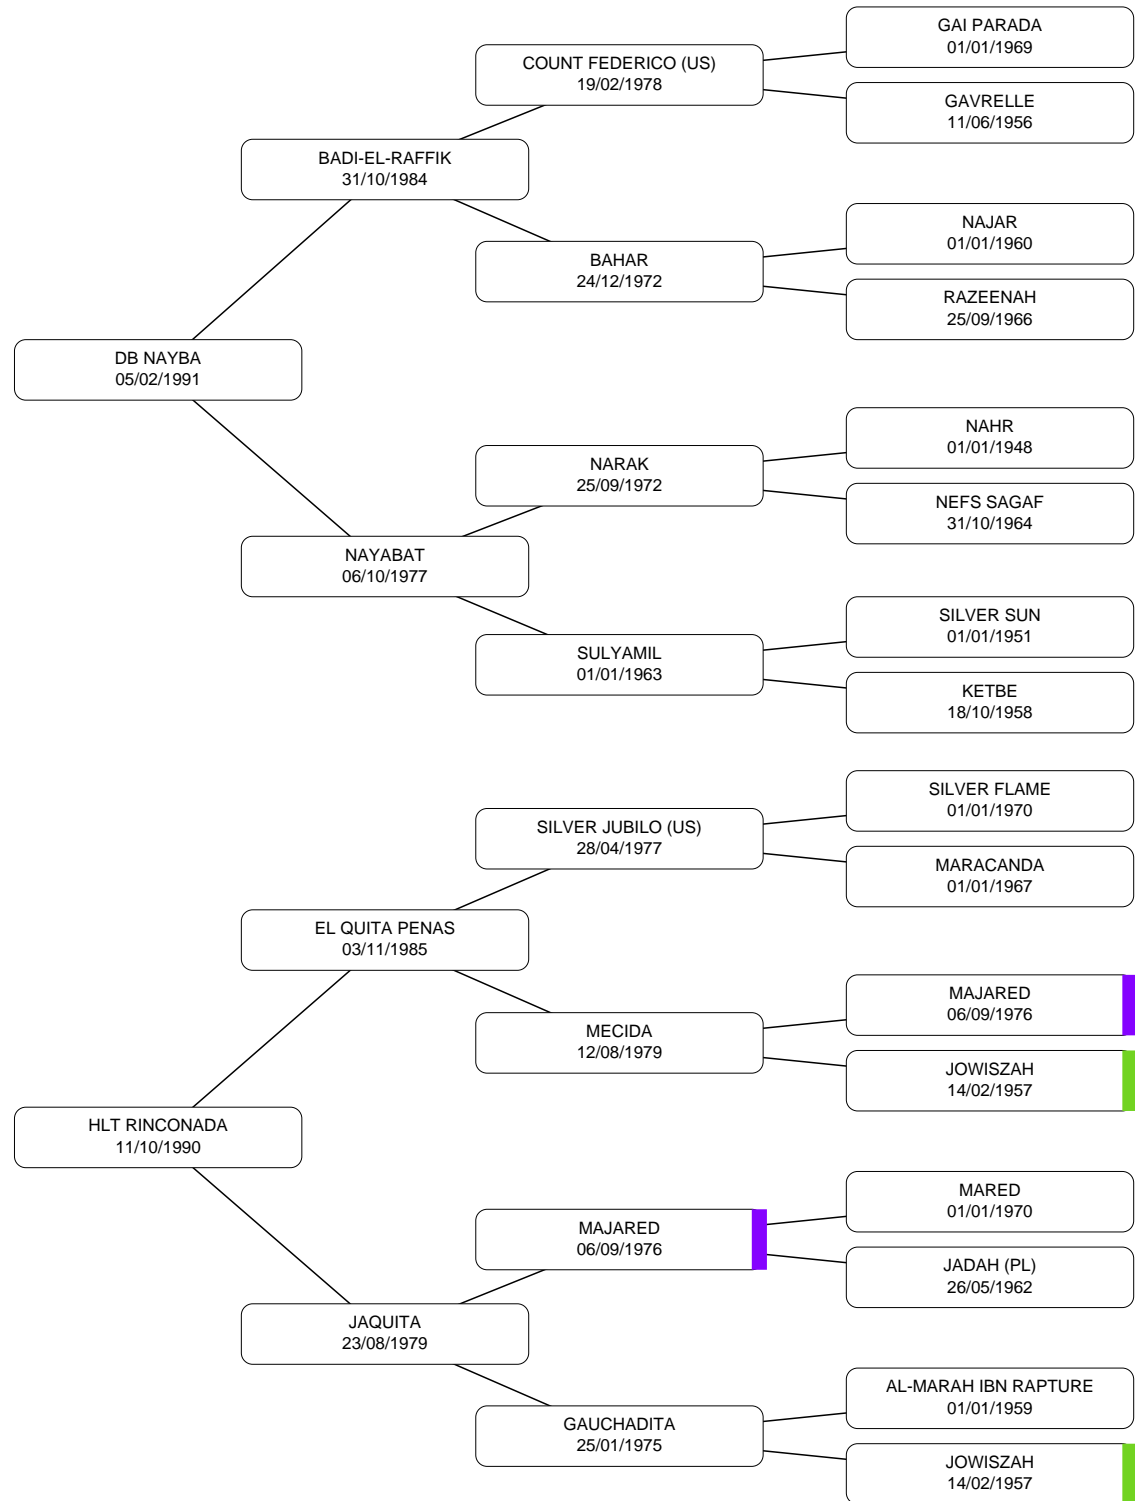 GAI PARADA
01/01/1969
COUNT FEDERICO (US)
19/02/1978
GAVRELLE
11/06/1956
BADI-EL-RAFFIK
31/10/1984
NAJAR
01/01/1960
BAHAR
24/12/1972
RAZEENAH
25/09/1966
DB NAYBA
05/02/1991
NAHR
01/01/1948
NARAK
25/09/1972
NEFS SAGAF
31/10/1964
NAYABAT
06/10/1977
SILVER SUN
01/01/1951
SULYAMIL
01/01/1963
KETBE
18/10/1958
SILVER FLAME
01/01/1970
SILVER JUBILO (US)
28/04/1977
MARACANDA
01/01/1967
EL QUITA PENAS
03/11/1985
MAJARED
06/09/1976
MECIDA
12/08/1979
JOWISZAH
14/02/1957
HLT RINCONADA
11/10/1990
MARED
01/01/1970
MAJARED
06/09/1976
JADAH (PL)
26/05/1962
JAQUITA
23/08/1979
AL-MARAH IBN RAPTURE
01/01/1959
GAUCHADITA
25/01/1975
JOWISZAH
14/02/1957